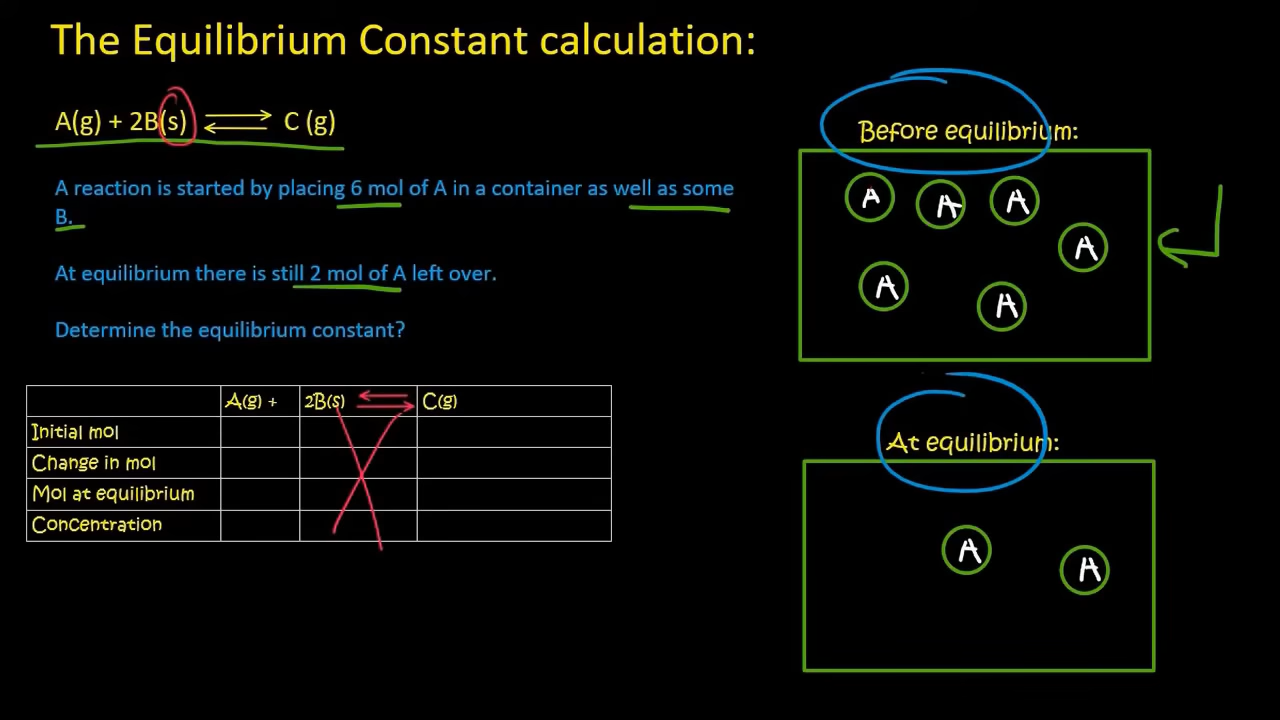 The Equilibrium Constant calculation:
A(g) + 2B(s) ⇌ C (g)
A reaction is started by placing 6 mol of A in a container as well as some
B.
At equilibrium there is still 2 mol of A left over.
Determine the equilibrium constant?
A(g) + 2B(s) ⇌ C(g)
Initial mol
Change in mol
Mol at equilibrium
Concentration
Before equilibrium:
A A A
A
A A
At equilibrium:
A A